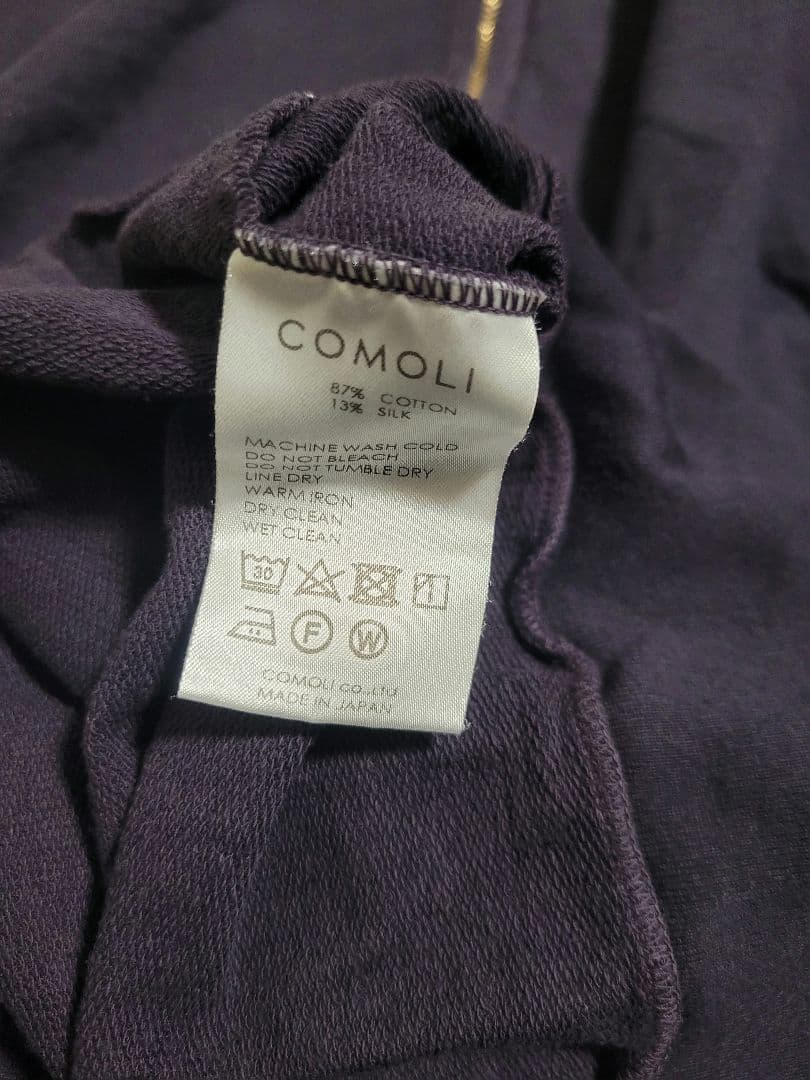 COMOLI
87% COTTON
13% SILK
MACHINE WASH COLD
DO NOT BLEACH
DO NOT TUMBLE DRY
LINE DRY
WARM IRON
DRY CLEAN
WET CLEAN
30
F W
COMOLI CO.,LTD
MADE IN JAPAN